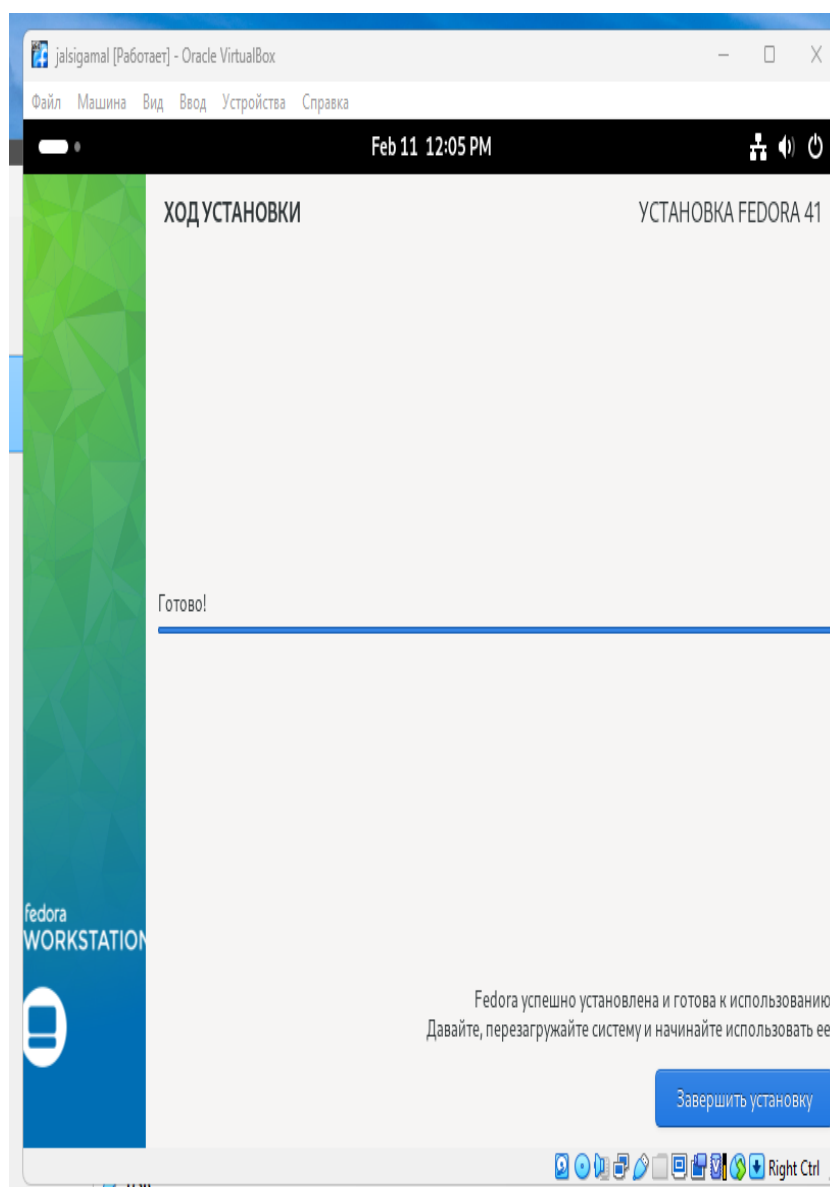 jalsigamal [Работает] - Oracle VirtualBox
Файл Машина Вид Ввод Устройства Справка
Feb 11 12:05 PM
ХОД УСТАНОВКИ
УСТАНОВКА FEDORA 41
Готово!
fedora
WORKSTATION
Fedora успешно установлена и готова к использованию
Давайте, перезагружайте систему и начинайте использовать ее
Завершить установку
Right Ctrl